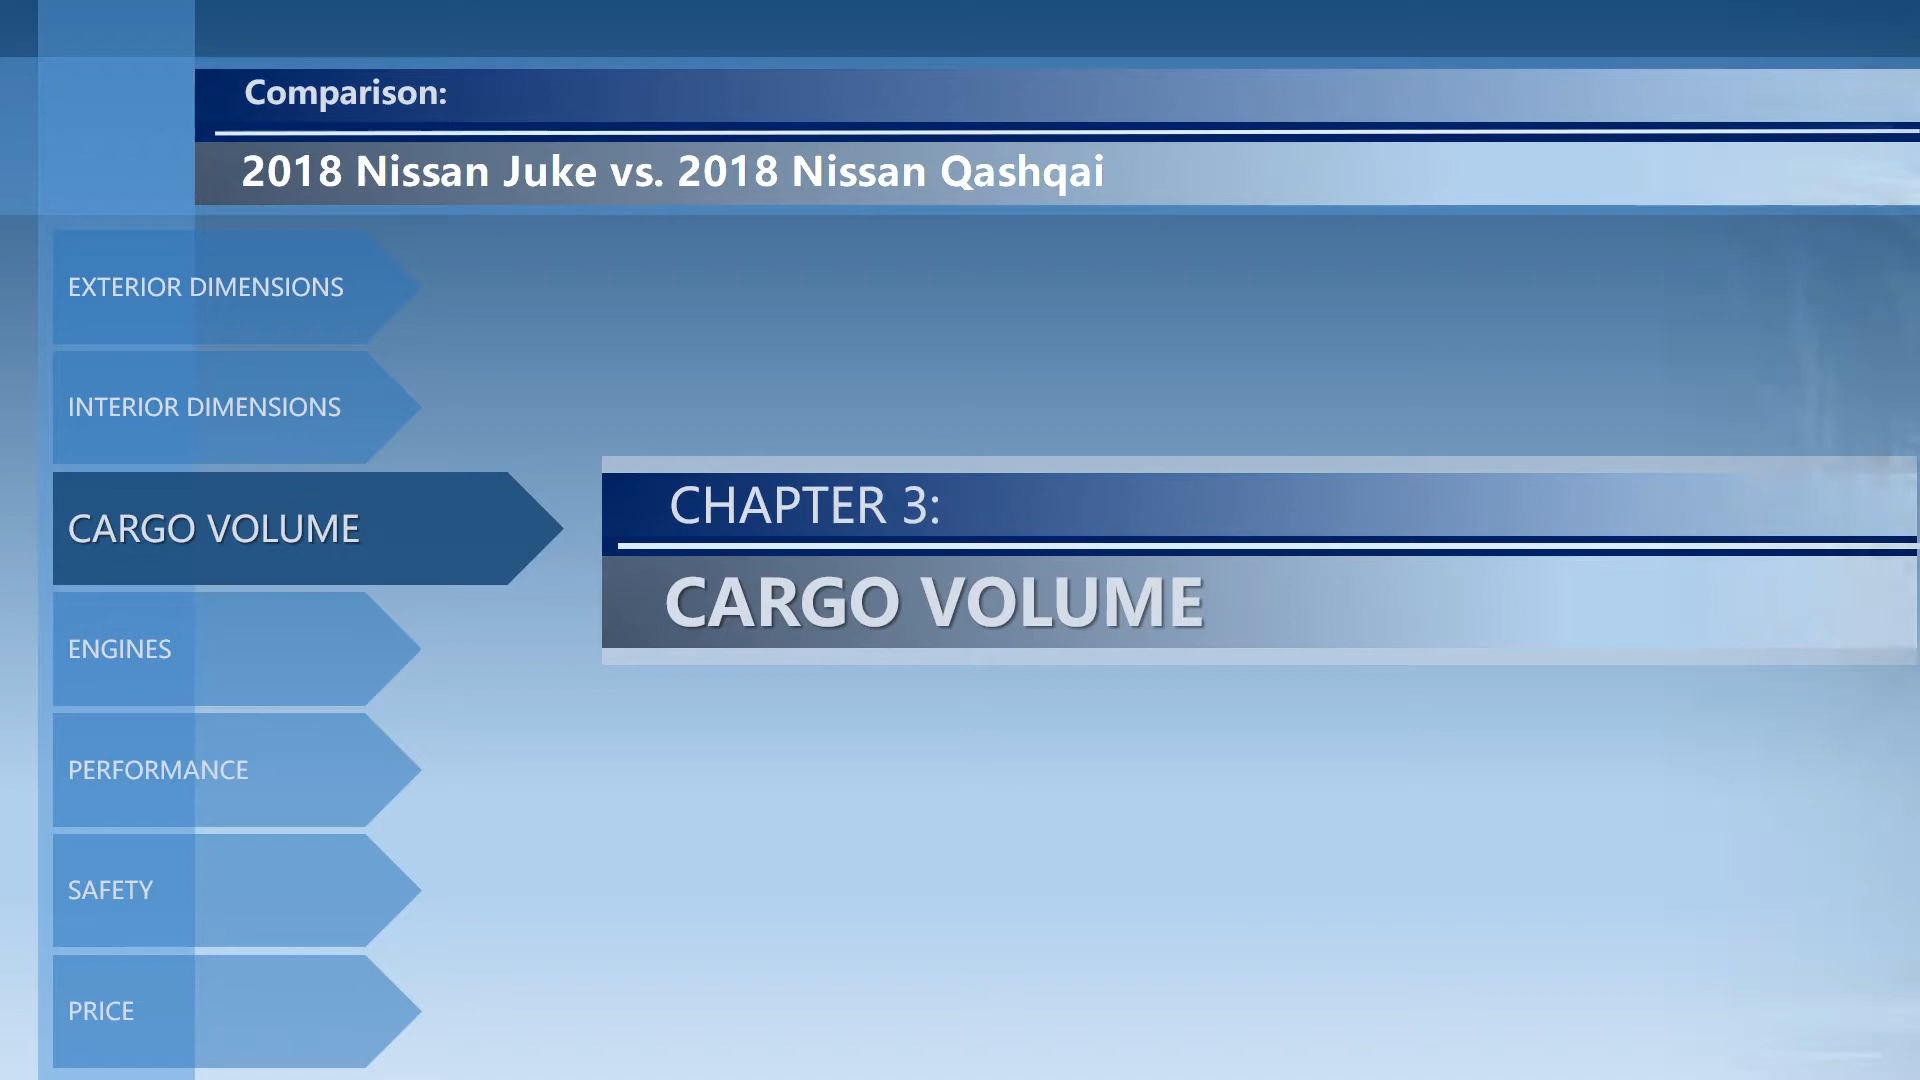 Comparison:
2018 Nissan Juke vs. 2018 Nissan Qashqai
EXTERIOR DIMENSIONS
INTERIOR DIMENSIONS
CARGO VOLUME
ENGINES
PERFORMANCE
SAFETY
PRICE
CHAPTER 3:
CARGO VOLUME